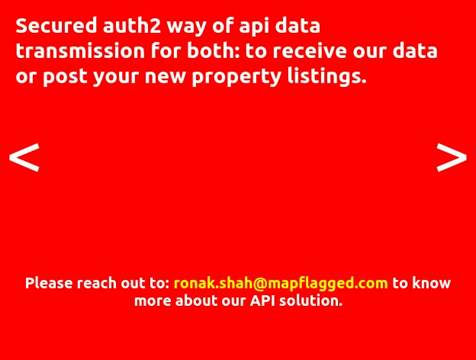 Secured auth2 way of api data
transmission for both: to receive our data
or post your new property listings.
< >
Please reach out to: ronak.shah@mapflagged.com to know
more about our API solution.